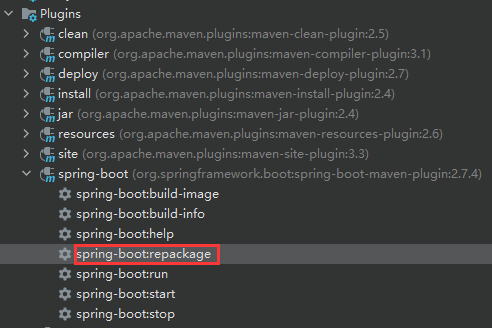 Plugins
clean (org.apache.maven.plugins:maven-clean-plugin:2.5)
compiler (org.apache.maven.plugins:maven-compiler-plugin:3.1)
deploy (org.apache.maven.plugins:maven-deploy-plugin:2.7)
install (org.apache.maven.plugins:maven-install-plugin:2.4)
jar (org.apache.maven.plugins:maven-jar-plugin:2.4)
resources (org.apache.maven.plugins:maven-resources-plugin:2.6)
site (org.apache.maven.plugins:maven-site-plugin:3.3)
spring-boot (org.springframework.boot:spring-boot-maven-plugin:2.7.4)
spring-boot:build-image
spring-boot:build-info
spring-boot:help
spring-boot:repackage
spring-boot:run
spring-boot:start
spring-boot:stop